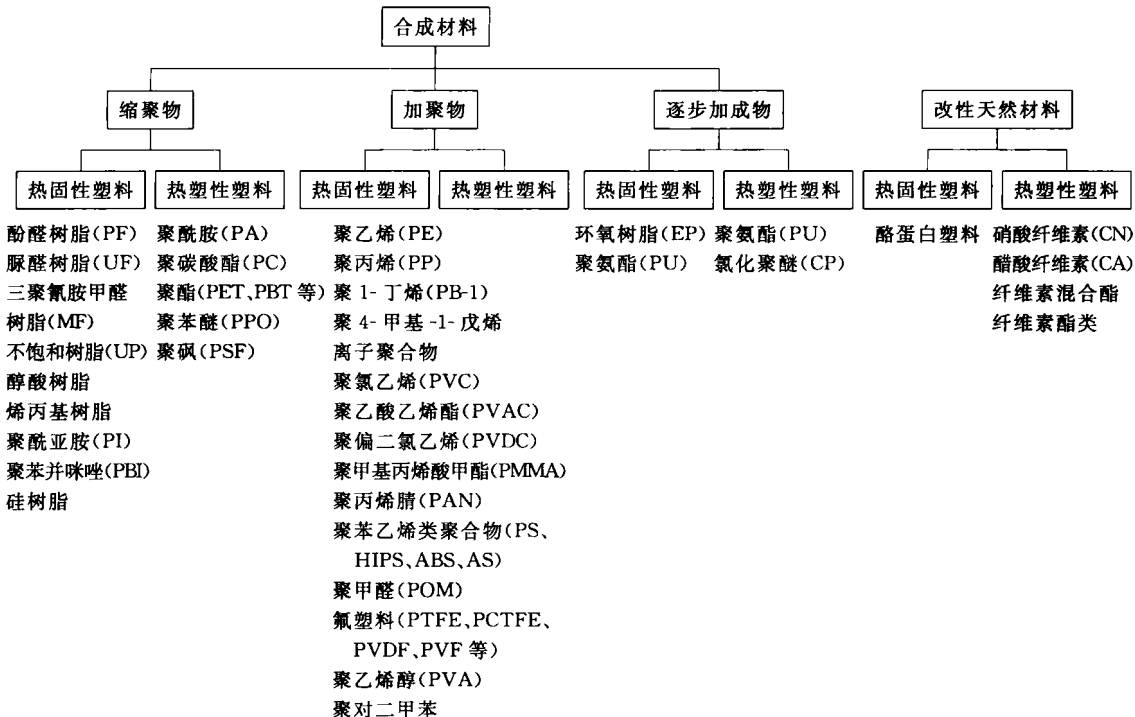 合成材料
缩聚物
加聚物
逐步加成物
改性天然材料
热固性塑料
热塑性塑料
热固性塑料
热塑性塑料
热固性塑料
热塑性塑料
热固性塑料
热塑性塑料
酚醛树脂(PF)
脲醛树脂(UF)
三聚氰胺甲醛
树脂(MF)
不饱和树脂(UP)
醇酸树脂
烯丙基树脂
聚酰亚胺(PI)
聚苯并咪唑(PBI)
硅树脂
聚酰胺(PA)
聚碳酸酯(PC)
聚酯(PET、PBT 等)
聚苯醚(PPO)
聚砜(PSF)
聚乙烯(PE)
聚丙烯(PP)
聚 1- 丁烯(PB-1)
聚 4- 甲基 -1- 戊烯
离子聚合物
聚氯乙烯(PVC)
聚乙酸乙烯酯(PVAC)
聚偏二氯乙烯(PVDC)
聚甲基丙烯酸甲酯(PMMA)
聚丙烯腈(PAN)
聚苯乙烯类聚合物(PS、
HIPS、ABS、AS)
聚甲醛(POM)
氟塑料(PTFE、PCTFE、
PVDF、PVF 等)
聚乙烯醇(PVA)
聚对二甲苯
环氧树脂(EP)
聚氨酯(PU)
聚氨酯(PU)
氯化聚醚(CP)
酪蛋白塑料
硝酸纤维素(CN)
醋酸纤维素(CA)
纤维素混合酯
纤维素酯类